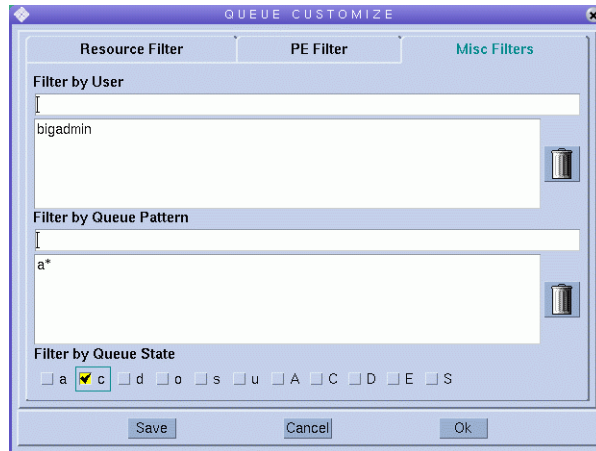 QUEUE CUSTOMIZE
Resource Filter PE Filter Misc Filters
Filter by User
bigadmin
Filter by Queue Pattern
a*
Filter by Queue State
a c d o s u A C D E S
Save Cancel Ok